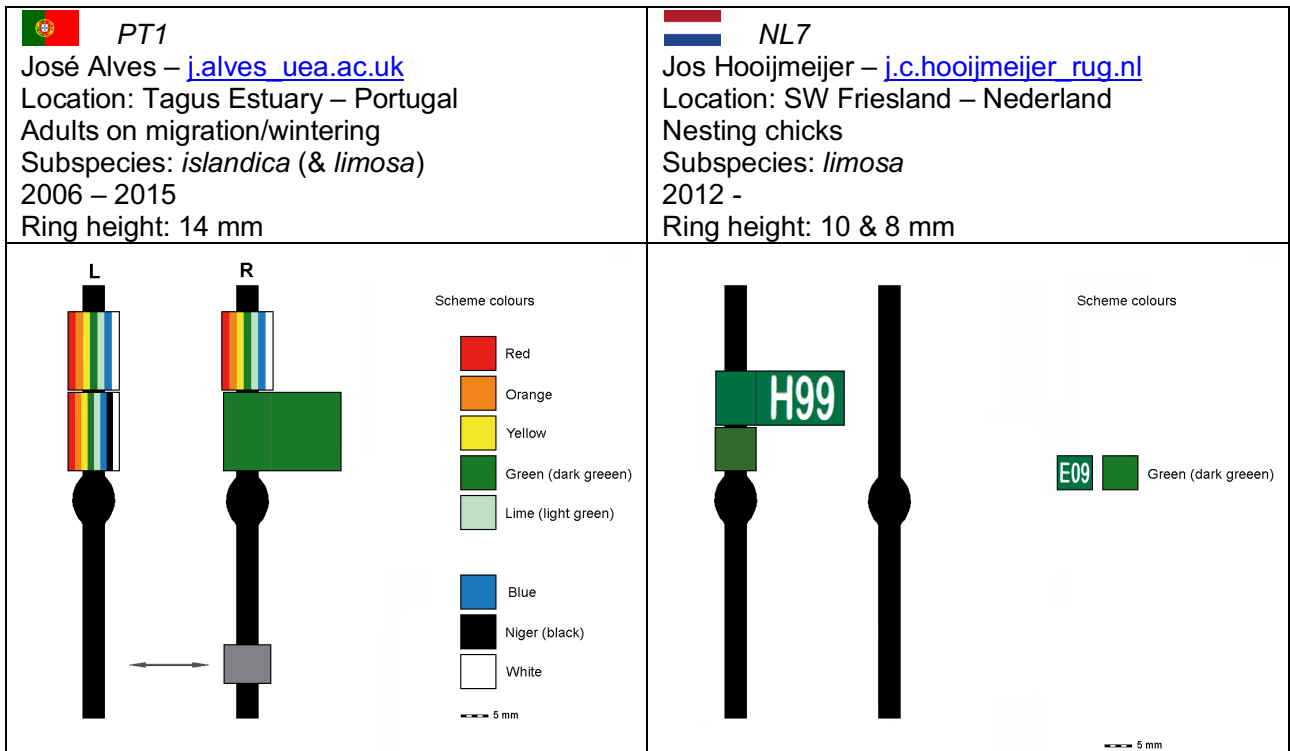 PT1
José Alves – j.alves_uea.ac.uk
Location: Tagus Estuary – Portugal
Adults on migration/wintering
Subspecies: islandica (& limosa)
2006 – 2015
Ring height: 14 mm
NL7
Jos Hooijmeijer – j.c.hooijmeijer_rug.nl
Location: SW Friesland – Nederland
Nesting chicks
Subspecies: limosa
2012 -
Ring height: 10 & 8 mm
L R
Scheme colours
Red
Orange
Yellow
Green (dark greeen)
Lime (light green)
Blue
Niger (black)
White
5 mm
Scheme colours
H99
E09 Green (dark greeen)
5 mm